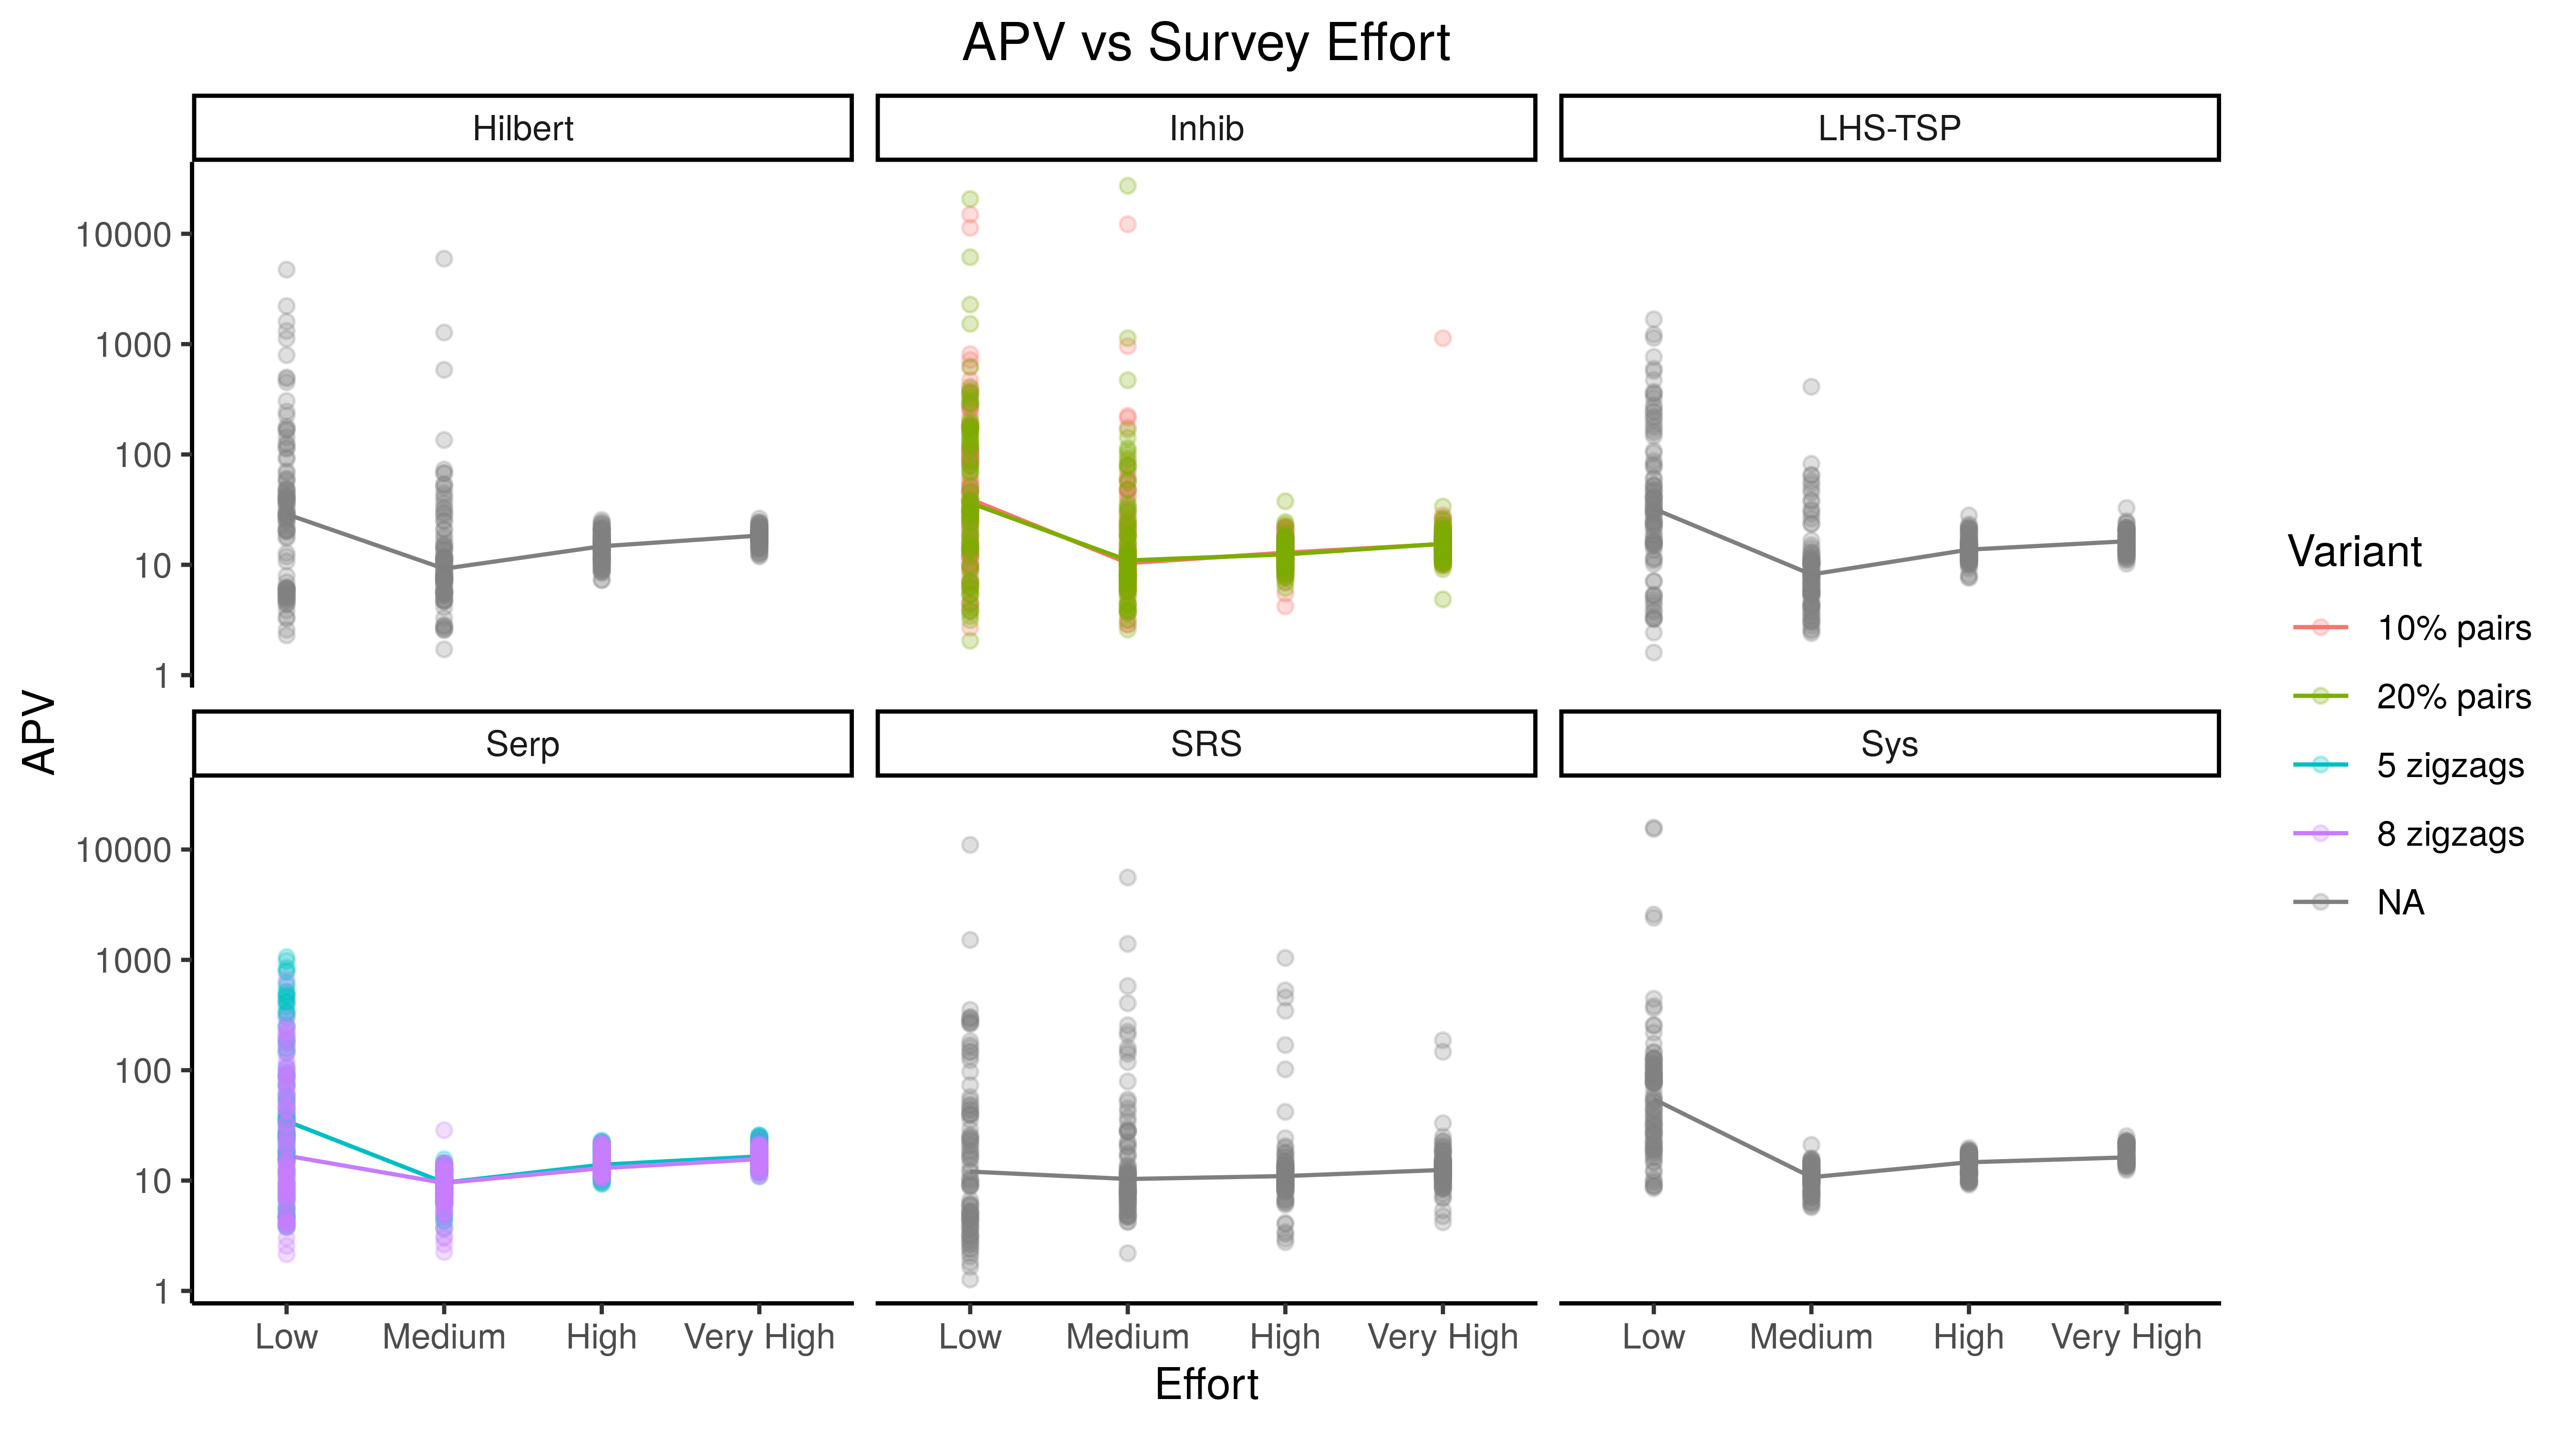 APV vs Survey Effort
Hilbert
Inhib
LHS-TSP
10000
1000
100
10
1
Serp
SRS
Sys
10000
1000
100
10
1
Low Medium High Very High
Low Medium High Very High
Low Medium High Very High
APV
Effort
Variant
10% pairs
20% pairs
5 zigzags
8 zigzags
NA